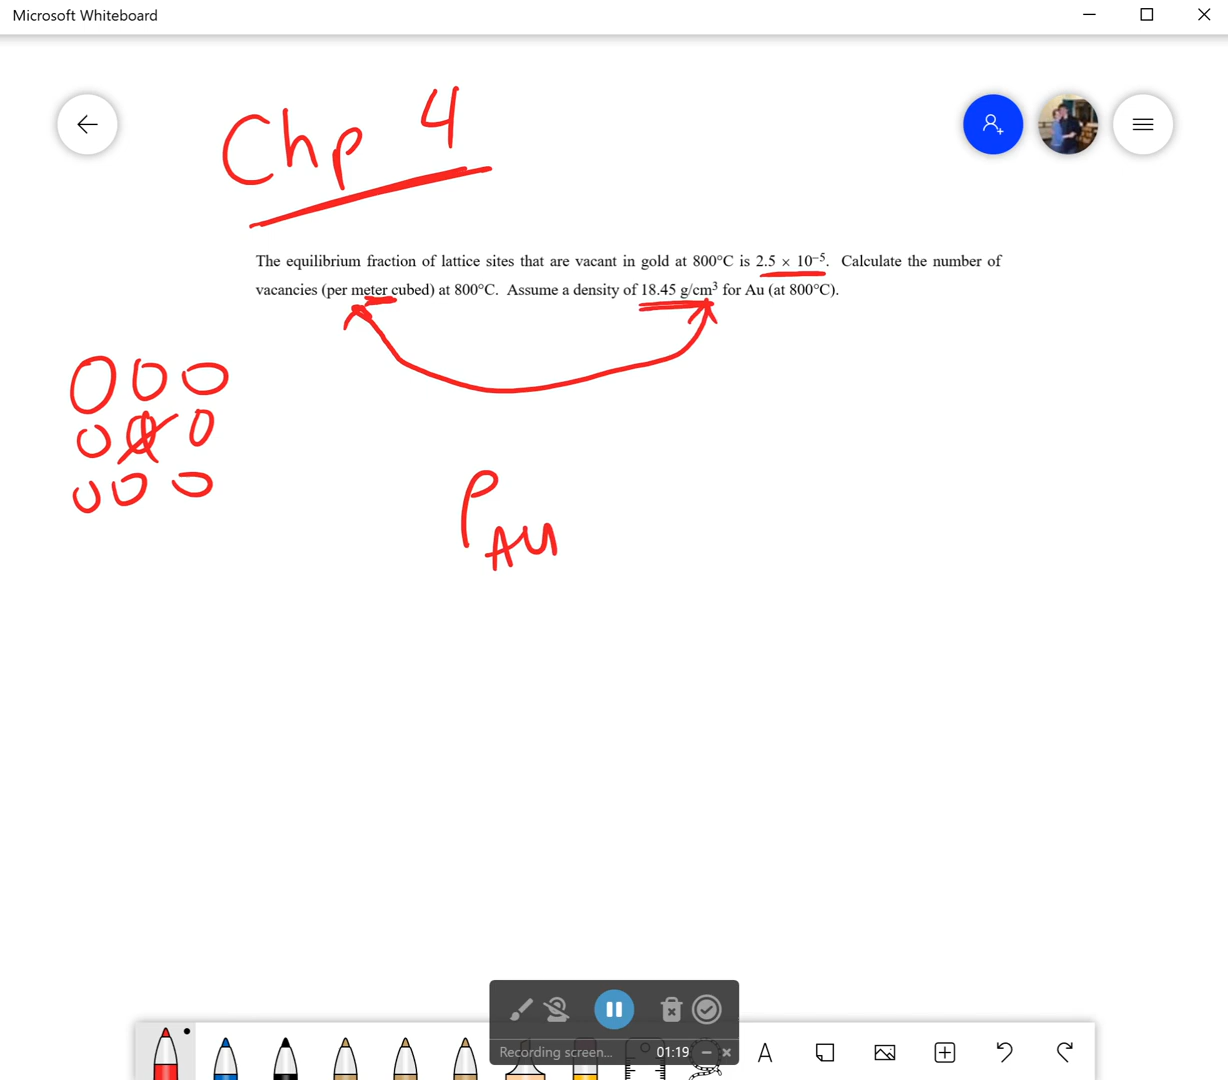 Microsoft Whiteboard
Chp 4
The equilibrium fraction of lattice sites that are vacant in gold at 800°C is 2.5 × 10⁻⁵. Calculate the number of
vacancies (per meter cubed) at 800°C. Assume a density of 18.45 g/cm³ for Au (at 800°C).
ρAu
Recording screen... 01:19
A